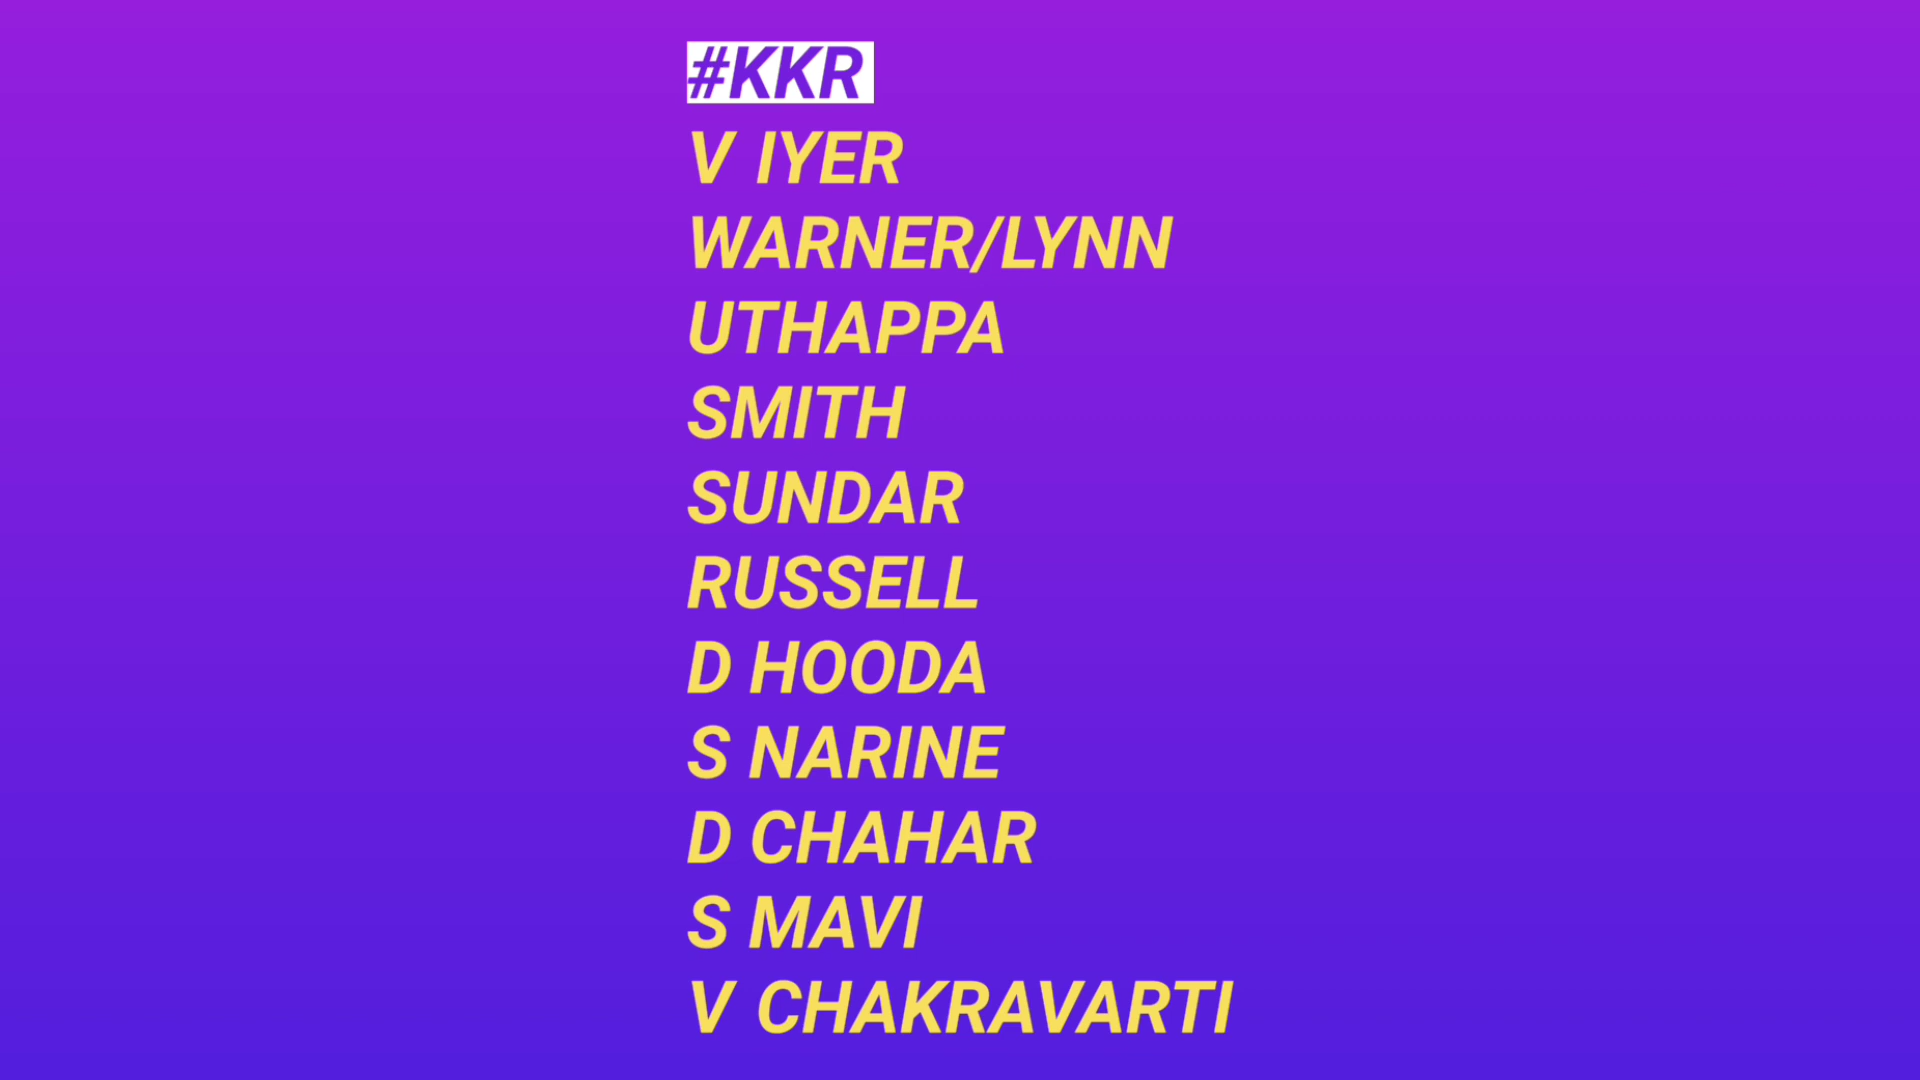 #KKR
V IYER
WARNER/LYNN
UTHAPPA
SMITH
SUNDAR
RUSSELL
D HOODA
S NARINE
D CHAHAR
S MAVI
V CHAKRAVARTI